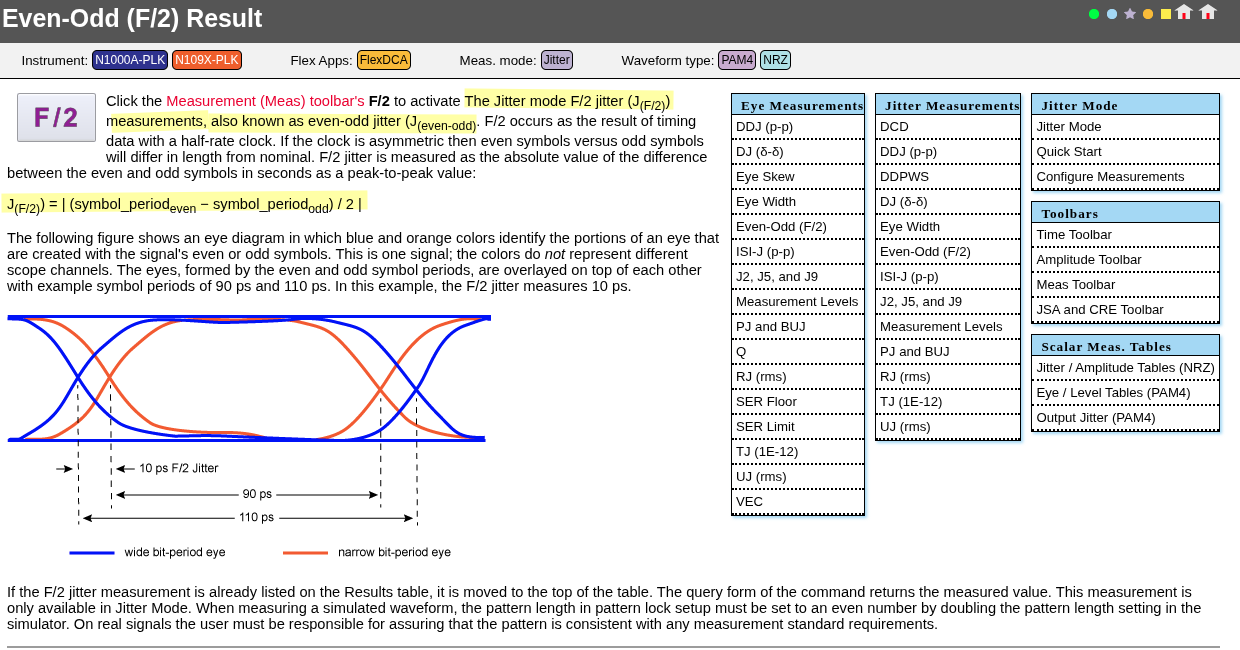 Even-Odd (F/2) Result
Instrument: N1000A-PLK N109X-PLK Flex Apps: FlexDCA Meas. mode: Jitter Waveform type: PAM4 NRZ
F/2
Click the Measurement (Meas) toolbar's F/2 to activate The Jitter mode F/2 jitter (J(F/2))
measurements, also known as even-odd jitter (J(even-odd). F/2 occurs as the result of timing
data with a half-rate clock. If the clock is asymmetric then even symbols versus odd symbols
will differ in length from nominal. F/2 jitter is measured as the absolute value of the difference
between the even and odd symbols in seconds as a peak-to-peak value:
J(F/2)) = | (symbol_periodeven − symbol_periododd) / 2 |
The following figure shows an eye diagram in which blue and orange colors identify the portions of an eye that
are created with the signal's even or odd symbols. This is one signal; the colors do not represent different
scope channels. The eyes, formed by the even and odd symbol periods, are overlayed on top of each other
with example symbol periods of 90 ps and 110 ps. In this example, the F/2 jitter measures 10 ps.
10 ps F/2 Jitter
90 ps
110 ps
wide bit-period eye
narrow bit-period eye
Eye Measurements
DDJ (p-p)
DJ (δ-δ)
Eye Skew
Eye Width
Even-Odd (F/2)
ISI-J (p-p)
J2, J5, and J9
Measurement Levels
PJ and BUJ
Q
RJ (rms)
SER Floor
SER Limit
TJ (1E-12)
UJ (rms)
VEC
Jitter Measurements
DCD
DDJ (p-p)
DDPWS
DJ (δ-δ)
Eye Width
Even-Odd (F/2)
ISI-J (p-p)
J2, J5, and J9
Measurement Levels
PJ and BUJ
RJ (rms)
TJ (1E-12)
UJ (rms)
Jitter Mode
Jitter Mode
Quick Start
Configure Measurements
Toolbars
Time Toolbar
Amplitude Toolbar
Meas Toolbar
JSA and CRE Toolbar
Scalar Meas. Tables
Jitter / Amplitude Tables (NRZ)
Eye / Level Tables (PAM4)
Output Jitter (PAM4)
If the F/2 jitter measurement is already listed on the Results table, it is moved to the top of the table. The query form of the command returns the measured value. This measurement is
only available in Jitter Mode. When measuring a simulated waveform, the pattern length in pattern lock setup must be set to an even number by doubling the pattern length setting in the
simulator. On real signals the user must be responsible for assuring that the pattern is consistent with any measurement standard requirements.